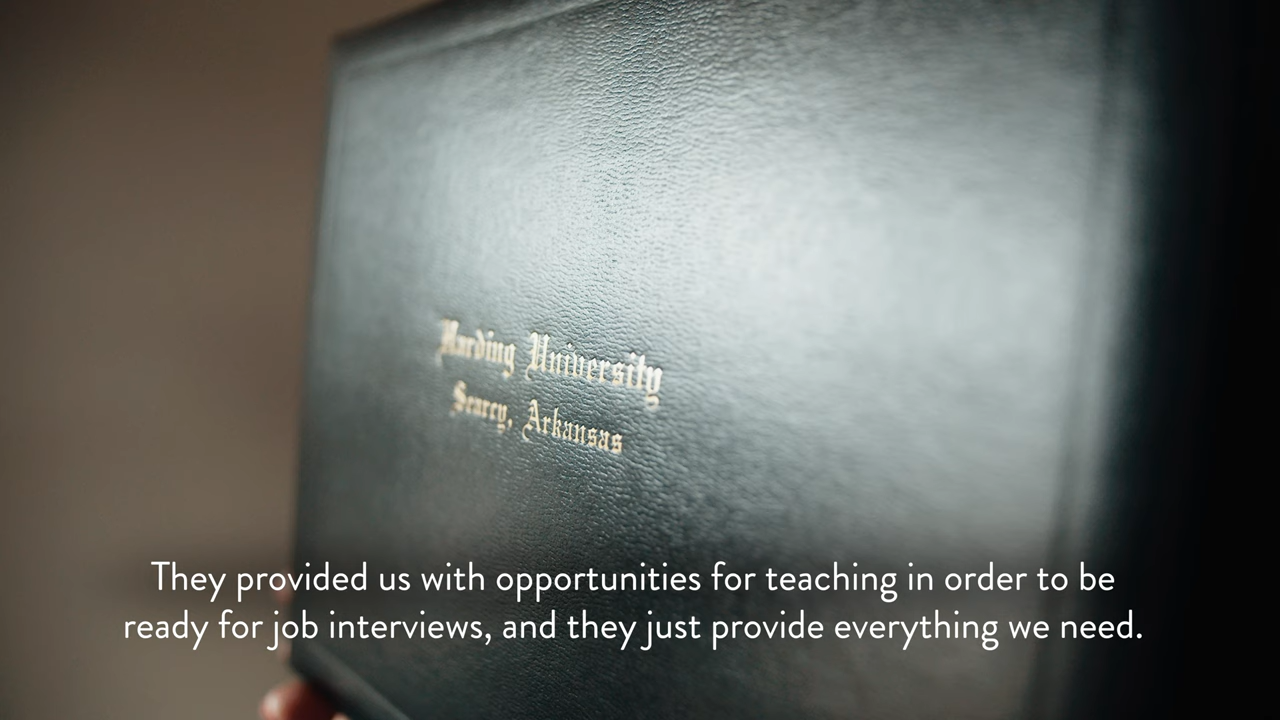 Harding University
Searcy, Arkansas
They provided us with opportunities for teaching in order to be
ready for job interviews, and they just provide everything we need.